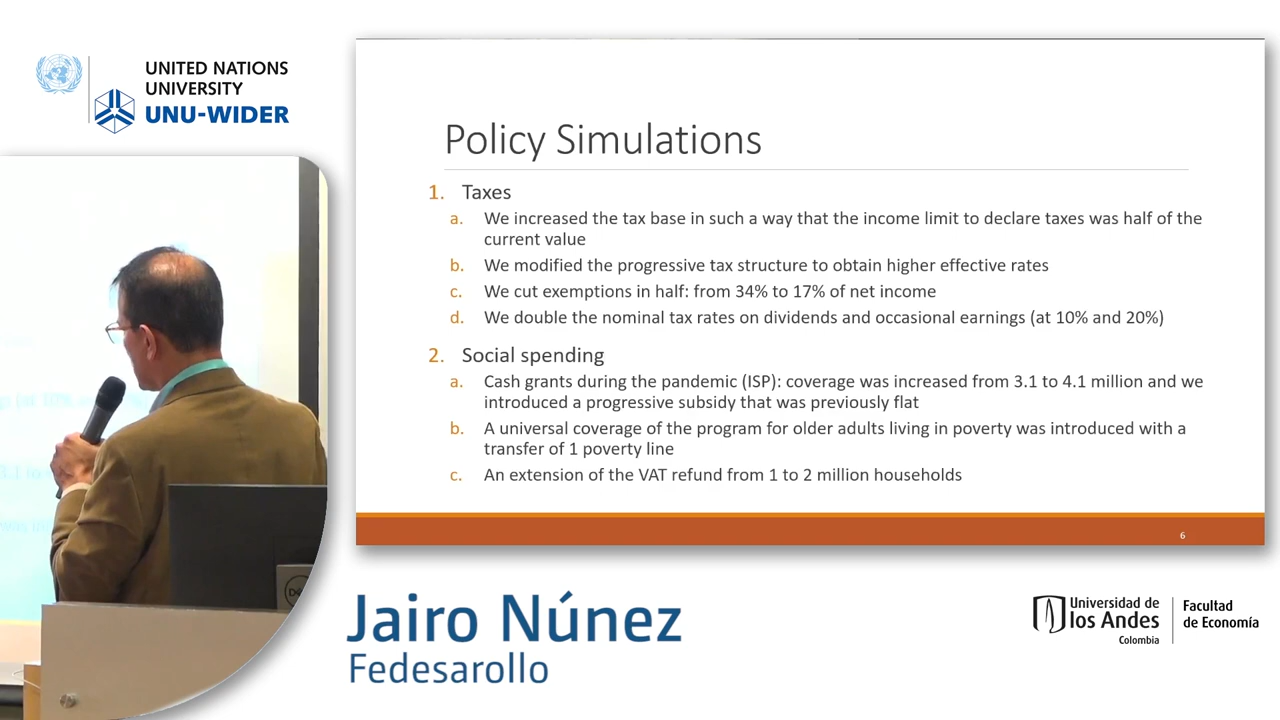 UNITED NATIONS
UNIVERSITY
UNU-WIDER
Policy Simulations
1. Taxes
a. We increased the tax base in such a way that the income limit to declare taxes was half of the
current value
b. We modified the progressive tax structure to obtain higher effective rates
c. We cut exemptions in half: from 34% to 17% of net income
d. We double the nominal tax rates on dividends and occasional earnings (at 10% and 20%)
2. Social spending
a. Cash grants during the pandemic (ISP): coverage was increased from 3.1 to 4.1 million and we
introduced a progressive subsidy that was previously flat
b. A universal coverage of the program for older adults living in poverty was introduced with a
transfer of 1 poverty line
c. An extension of the VAT refund from 1 to 2 million households
6
Jairo Núnez
Fedesarollo
Universidad de
los Andes
Colombia
Facultad
de Economía